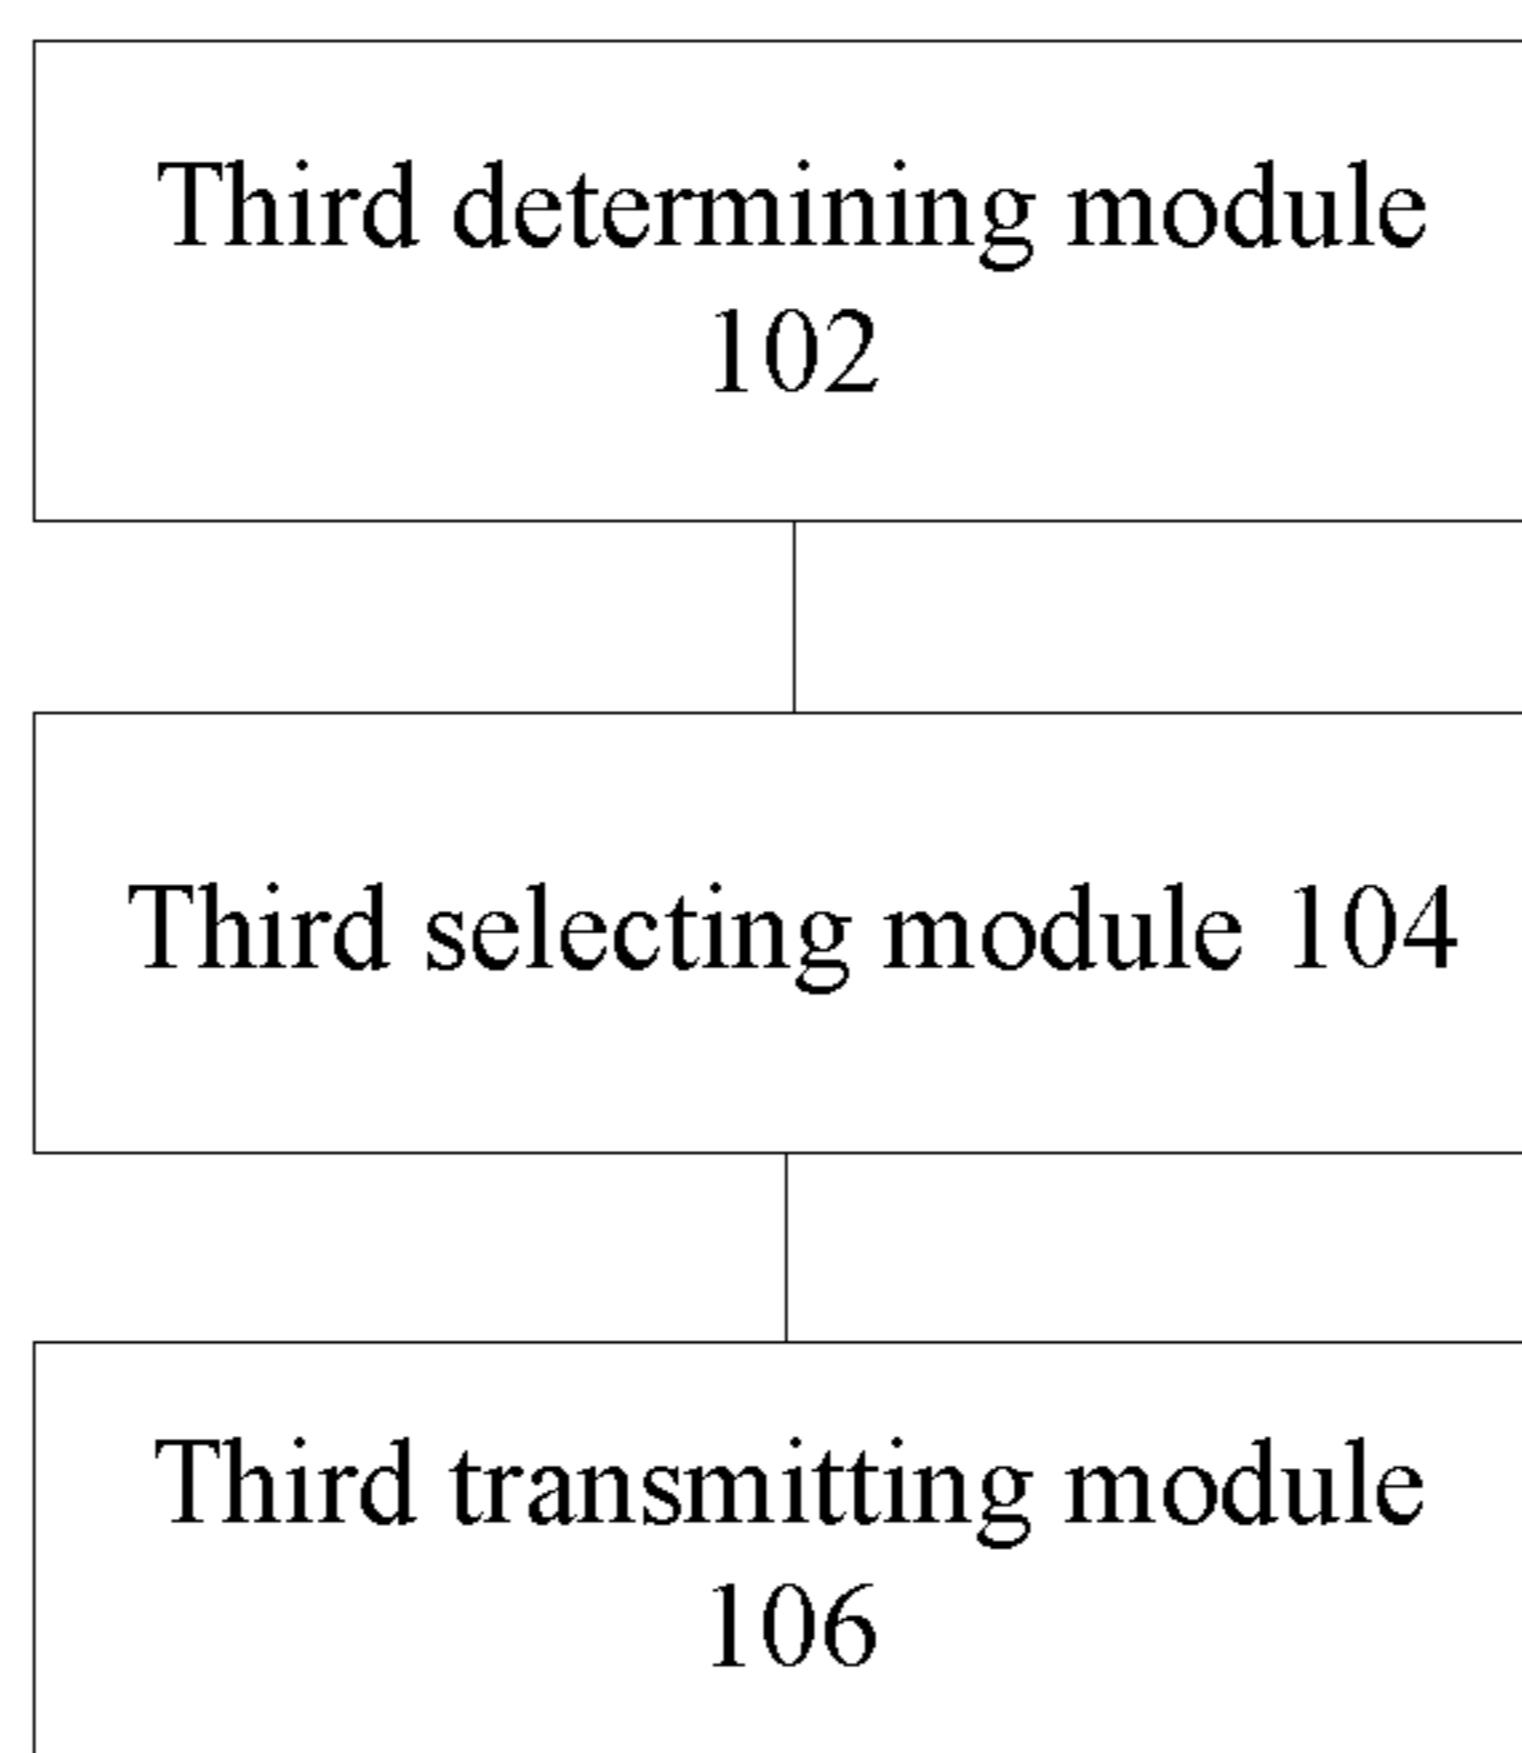 Third determining module
102
Third selecting module 104
Third transmitting module
106